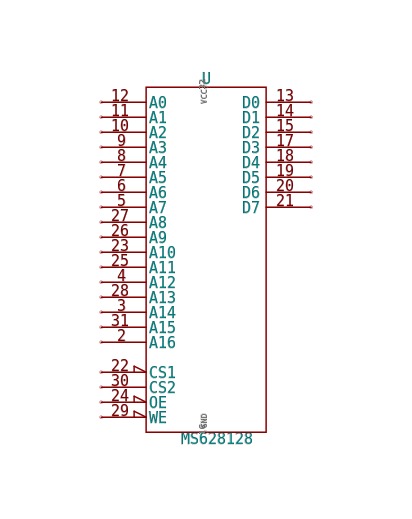 U
VCC
12 A0 D0 13
11 A1 D1 14
10 A2 D2 15
9 A3 D3 17
8 A4 D4 18
7 A5 D5 19
6 A6 D6 20
5 A7 D7 21
27 A8
26 A9
23 A10
25 A11
4 A12
28 A13
3 A14
31 A15
2 A16
22 CS1
30 CS2
24 OE
29 WE
GND
MS628128